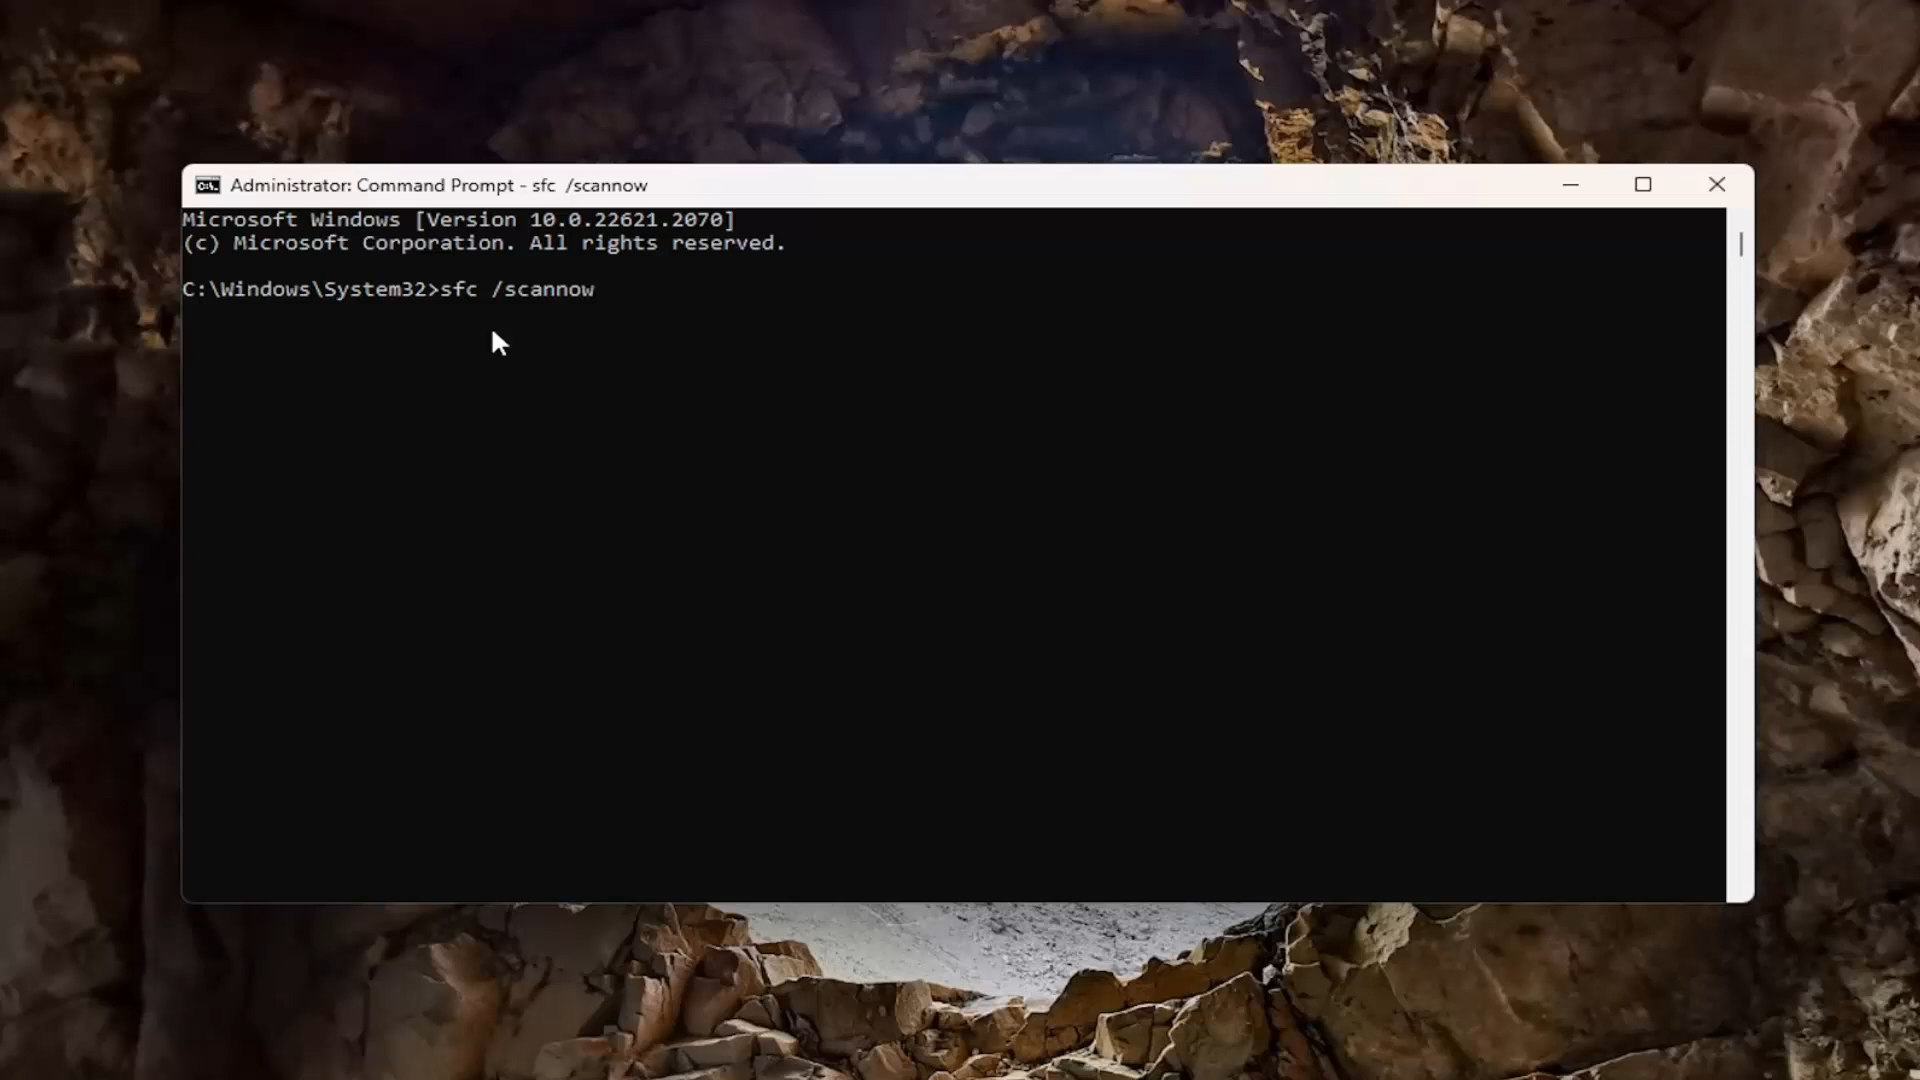 Administrator: Command Prompt - sfc  /scannow
Microsoft Windows [Version 10.0.22621.2070]
(c) Microsoft Corporation. All rights reserved.
C:\Windows\System32>sfc /scannow